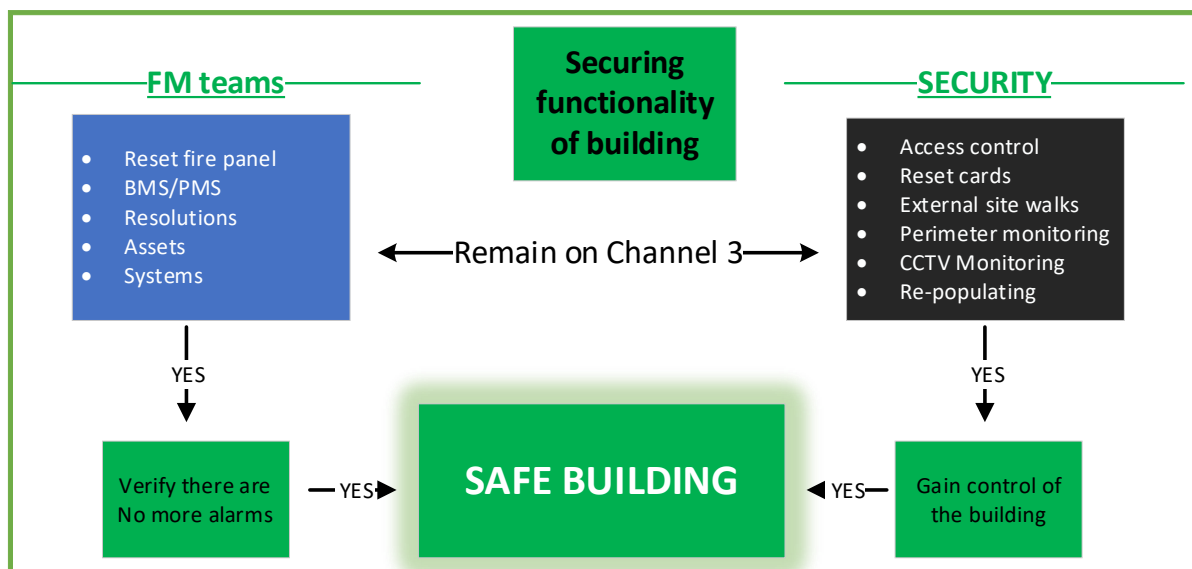 Securing
functionality
of building
FM teams
SECURITY
• Reset fire panel
• BMS/PMS
• Resolutions
• Assets
• Systems
Remain on Channel 3
• Access control
• Reset cards
• External site walks
• Perimeter monitoring
• CCTV Monitoring
• Re-populating
YES
YES
Verify there are
No more alarms
YES
SAFE BUILDING
YES
Gain control of
the building